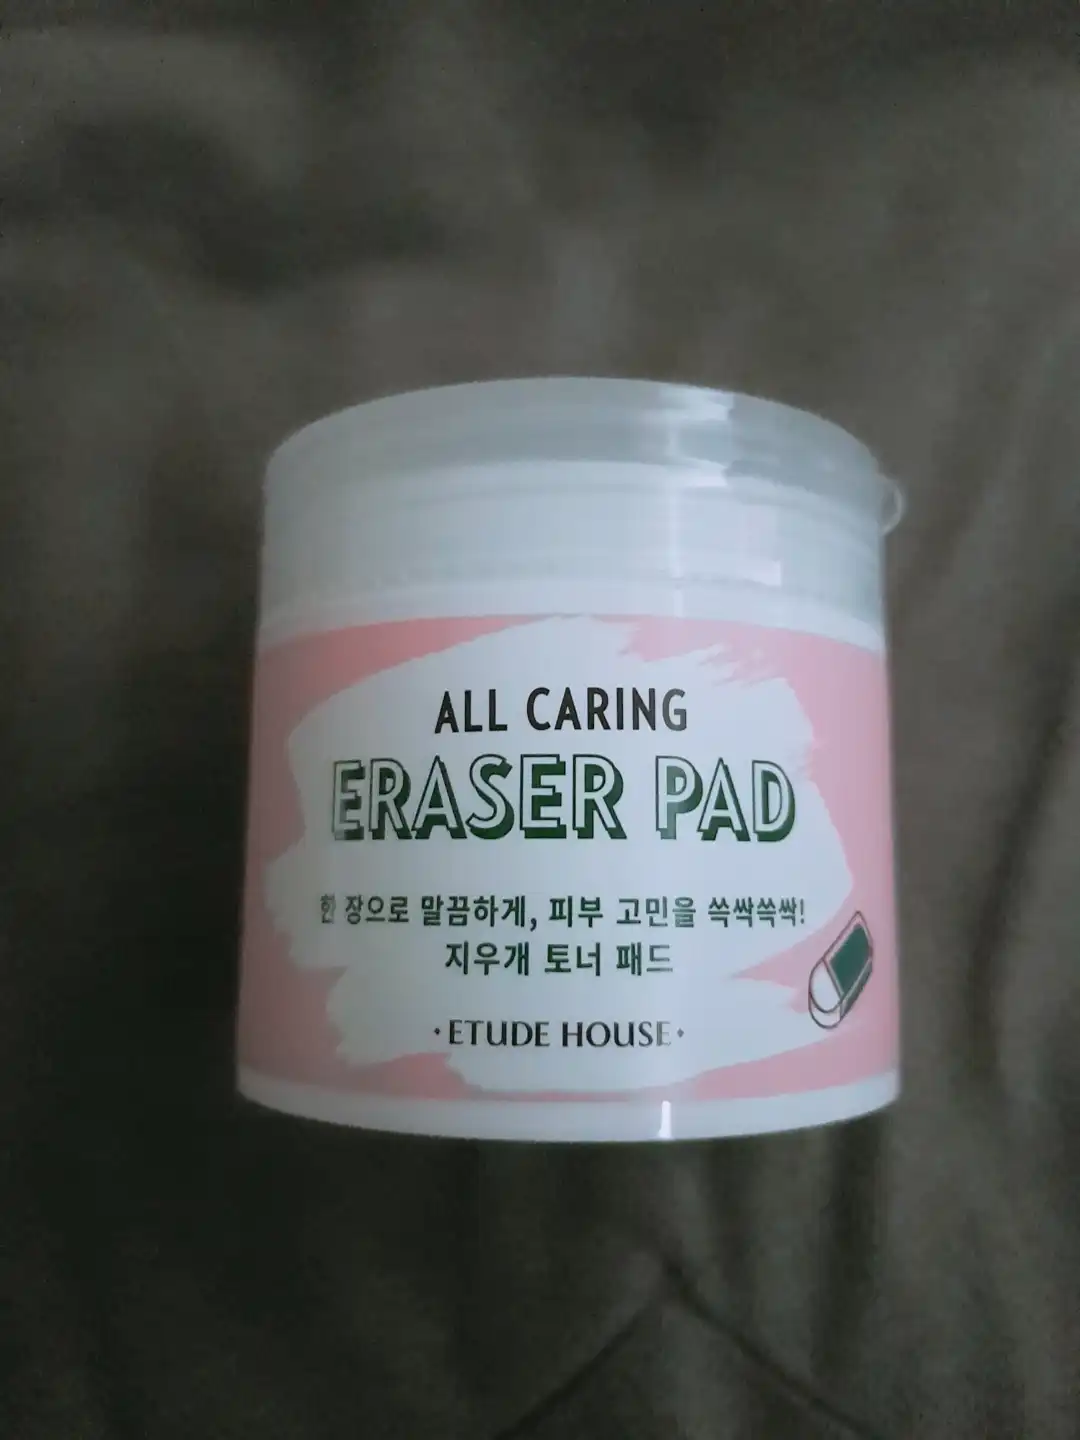 ALL CARING
ERASER PAD
한 장으로 말끔하게, 피부 고민을 쓱싹쓱싹!
지우개 토너 패드
·ETUDE HOUSE·